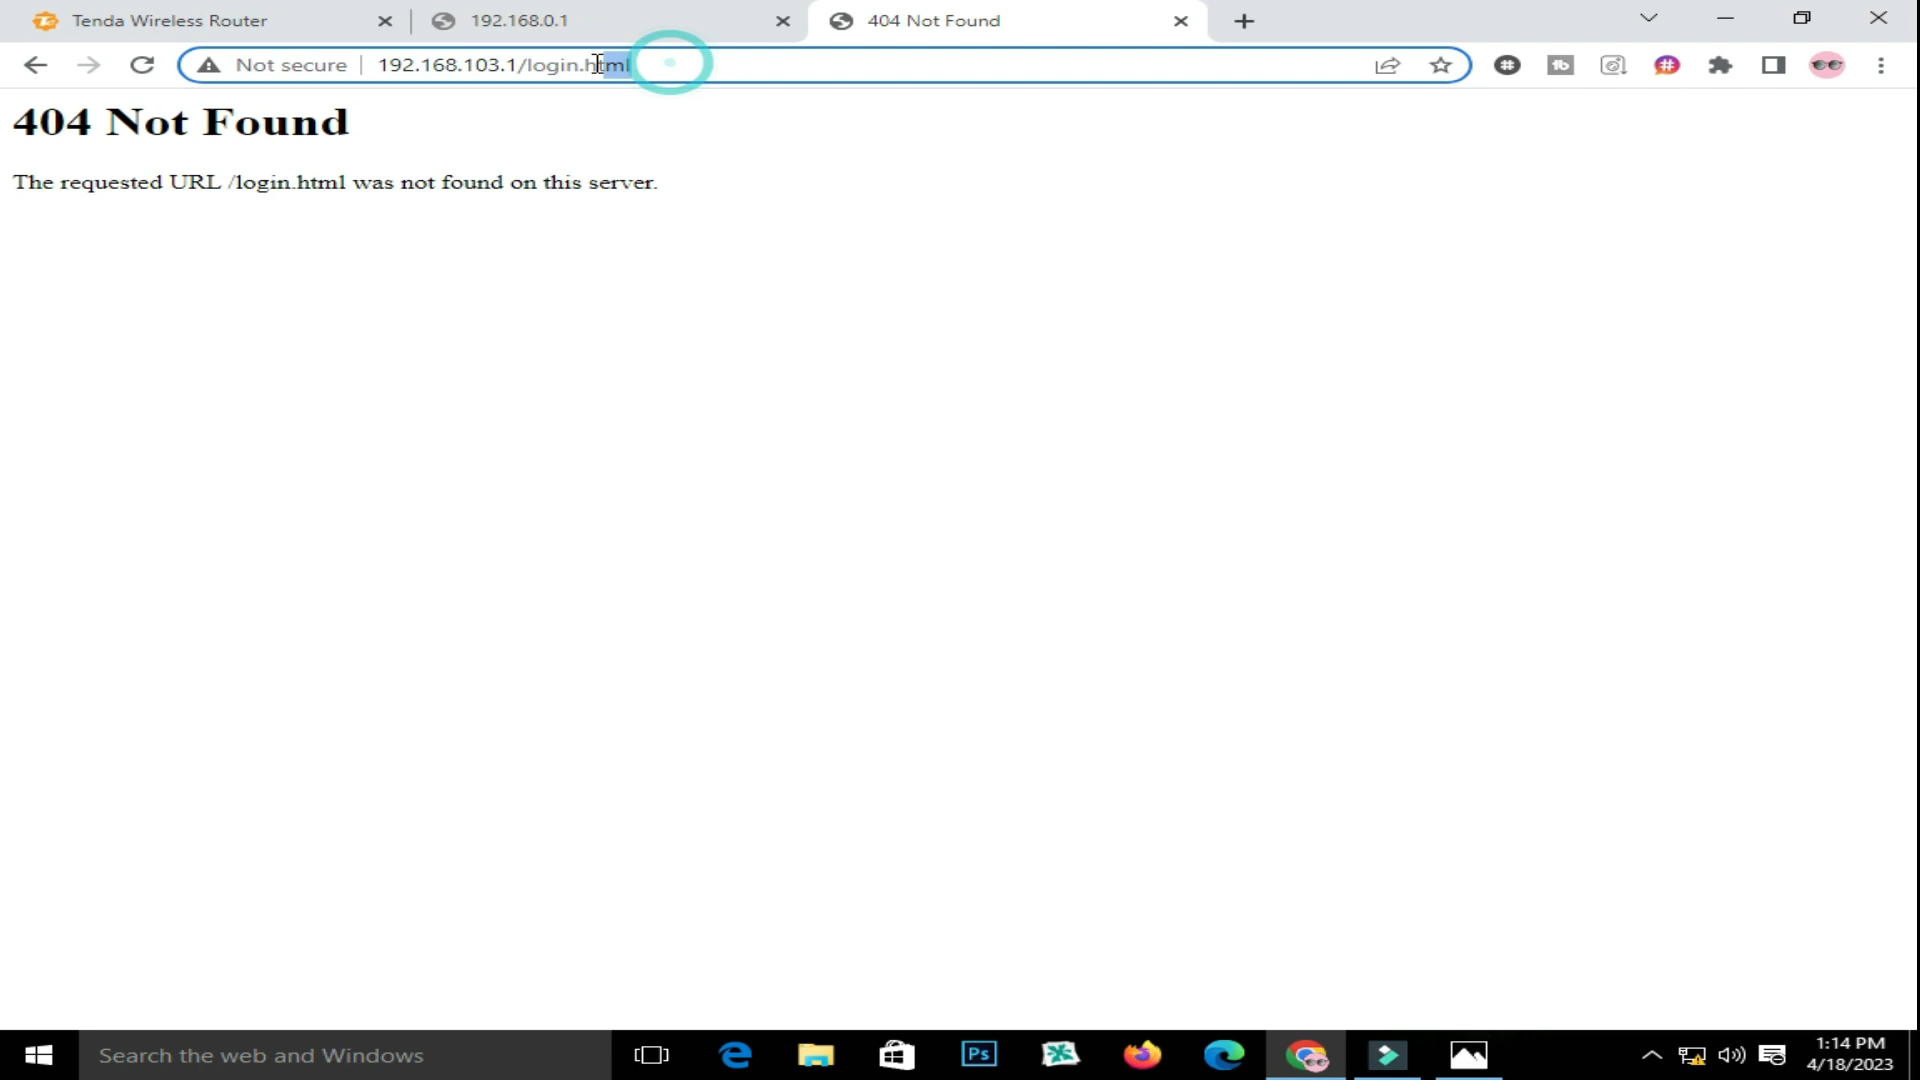 Tenda Wireless Router
192.168.0.1
404 Not Found
Not secure
192.168.103.1/login.html
404 Not Found
The requested URL /login.html was not found on this server.
Search the web and Windows
Ps
1:14 PM
4/18/2023